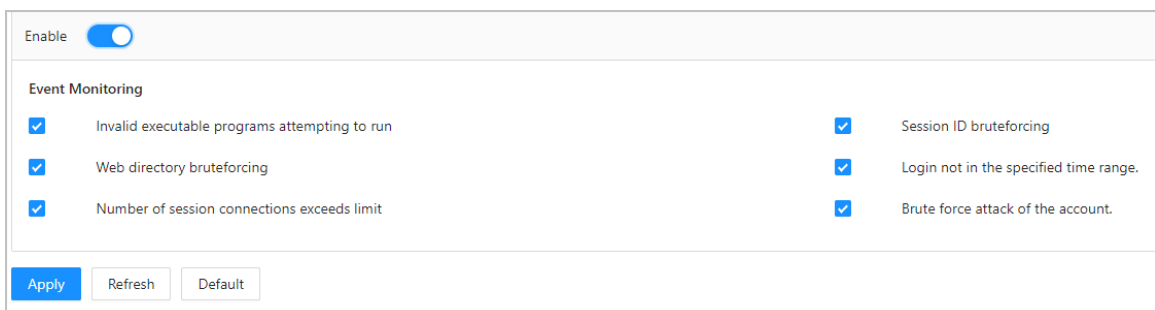 Enable
Event Monitoring
Invalid executable programs attempting to run
Session ID bruteforcing
Web directory bruteforcing
Login not in the specified time range.
Number of session connections exceeds limit
Brute force attack of the account.
Apply
Refresh
Default